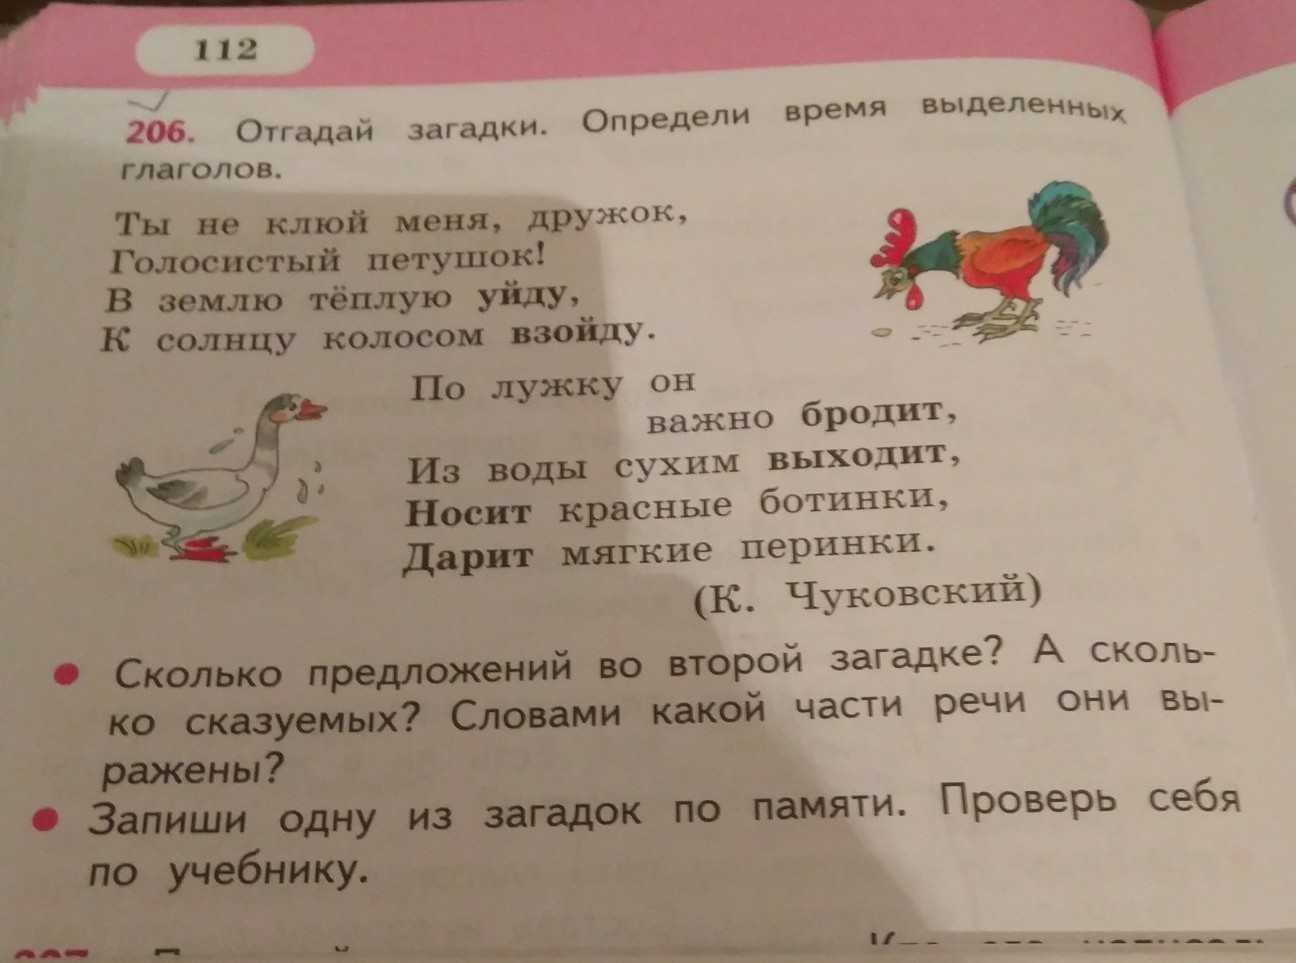 112
206. Отгадай загадки. Определи время выделенных
глаголов.
Ты не клюй меня, дружок,
Голосистый петушок!
В землю тёплую уйду,
К солнцу колосом взойду.
По лужку он
важно бродит,
Из воды сухим выходит,
Носит красные ботинки,
Дарит мягкие перинки.
(К. Чуковский)
Сколько предложений во второй загадке? А сколь-
ко сказуемых? Словами какой части речи они вы-
ражены?
Запиши одну из загадок по памяти. Проверь себя
по учебнику.